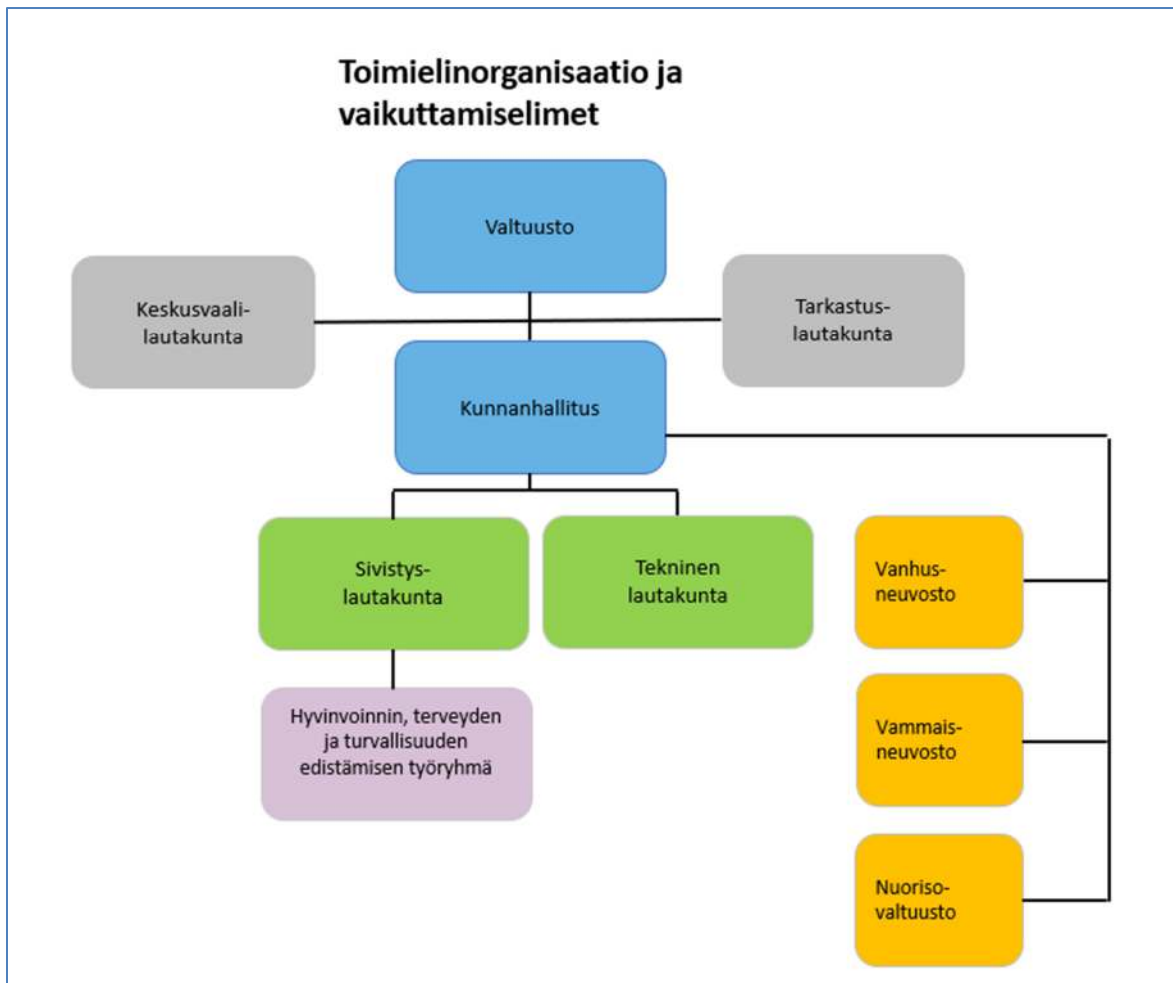 Toimielinorganisaatio ja
vaikuttamiselimet
Valtuusto
Keskusvaali-
lautakunta
Tarkastus-
lautakunta
Kunnanhallitus
Sivistys-
lautakunta
Tekninen
lautakunta
Vanhus-
neuvosto
Hyvinvoinnin, terveyden
ja turvallisuuden
edistämisen työryhmä
Vammais-
neuvosto
Nuoriso-
valtuusto